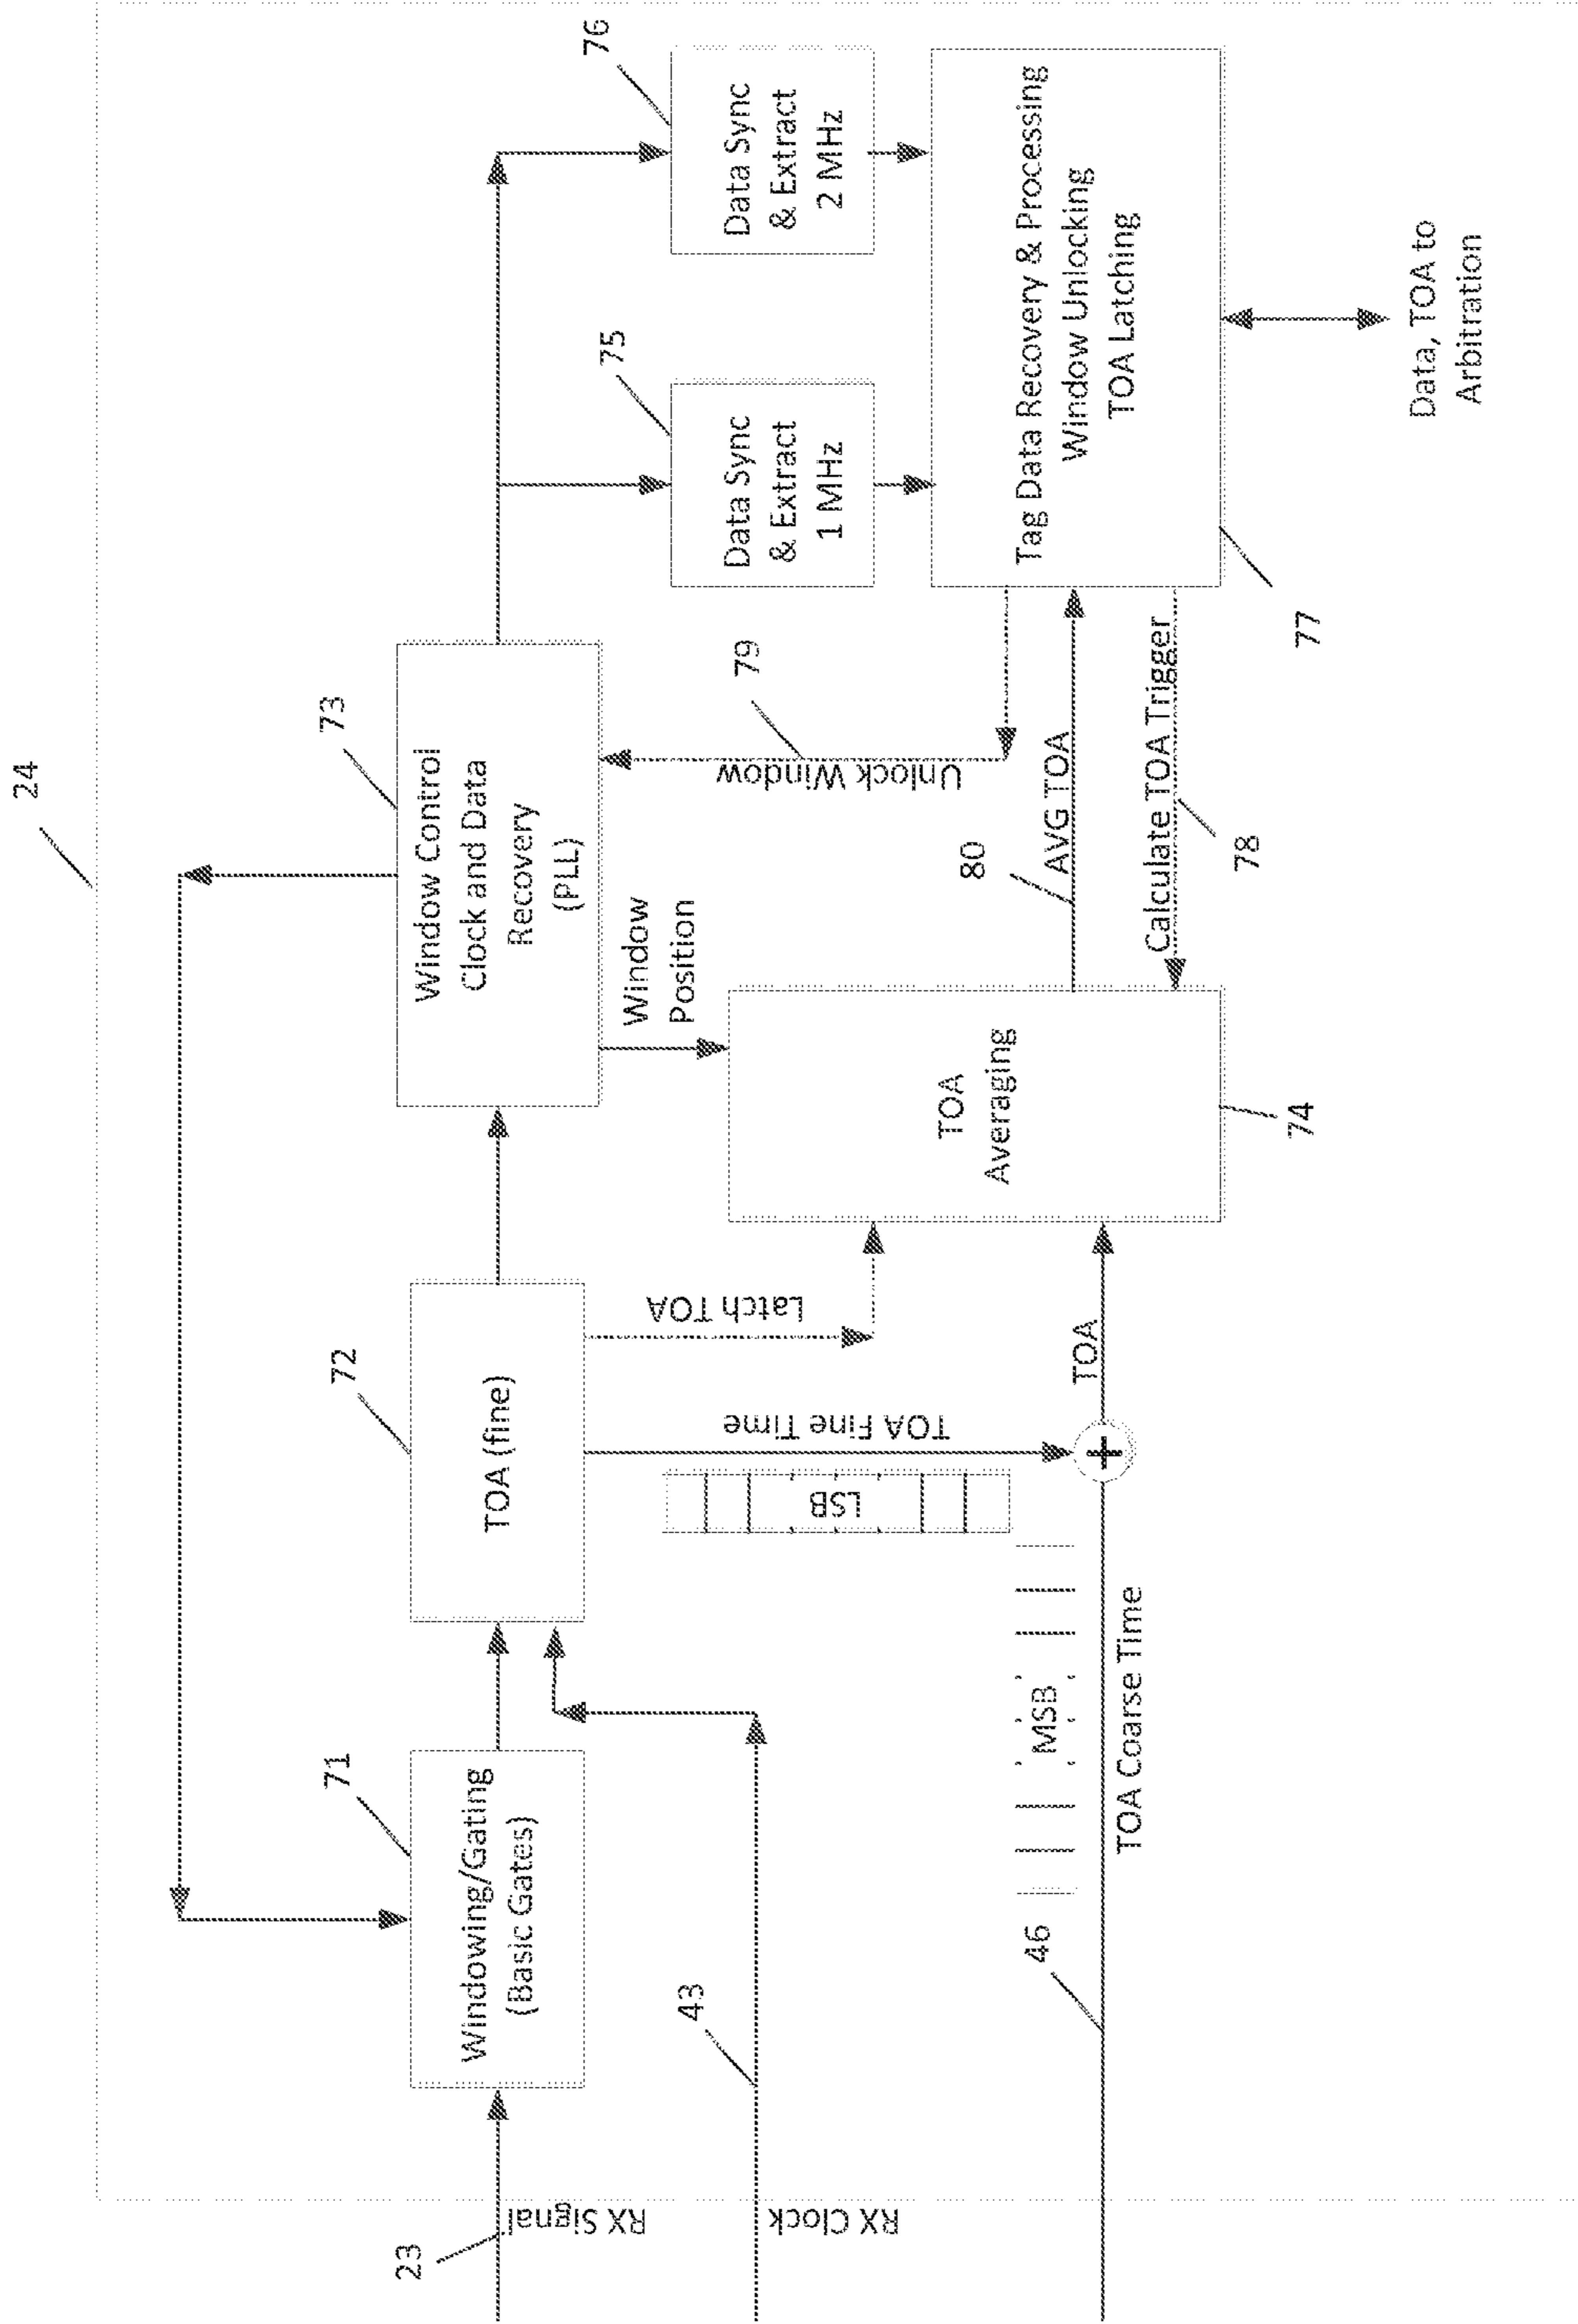 24
71
Windowing/Gating
(Basic Gates)
72
TOA (fine)
73
Window Control
Clock and Data
Recovery
(PLL)
23
RX Signal
43
RX Clock
46
MSB
TOA Coarse Time
LSB
TOA Fine Time
Latch TOA
TOA
Window
Position
TOA
Averaging
74
Unlock Window
79
80
AVG TOA
Calculate TOA Trigger
78
75
Data Sync
& Extract
1 MHz
76
Data Sync
& Extract
2 MHz
Tag Data Recovery & Processing
Window Unlocking
TOA Latching
77
Data, TOA to
Arbitration